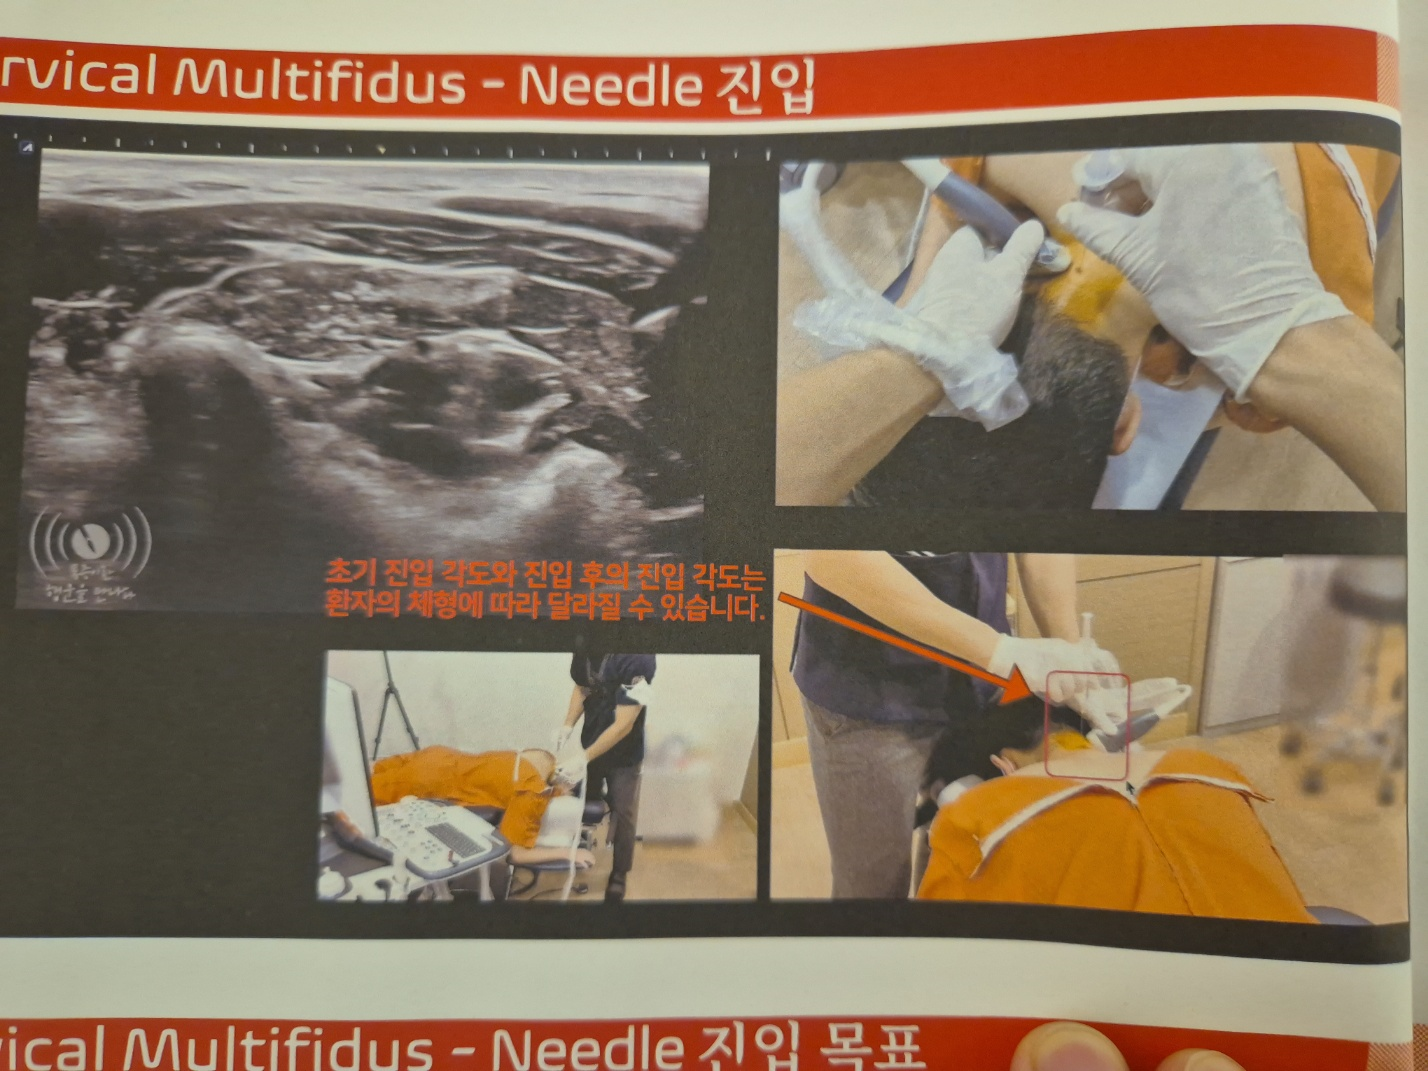 rvical Multifidus - Needle 진입
초기 진입 각도와 진입 후의 진입 각도는
환자의 체형에 따라 달라질 수 있습니다.
vical Multifidus - Needle 진입 목표